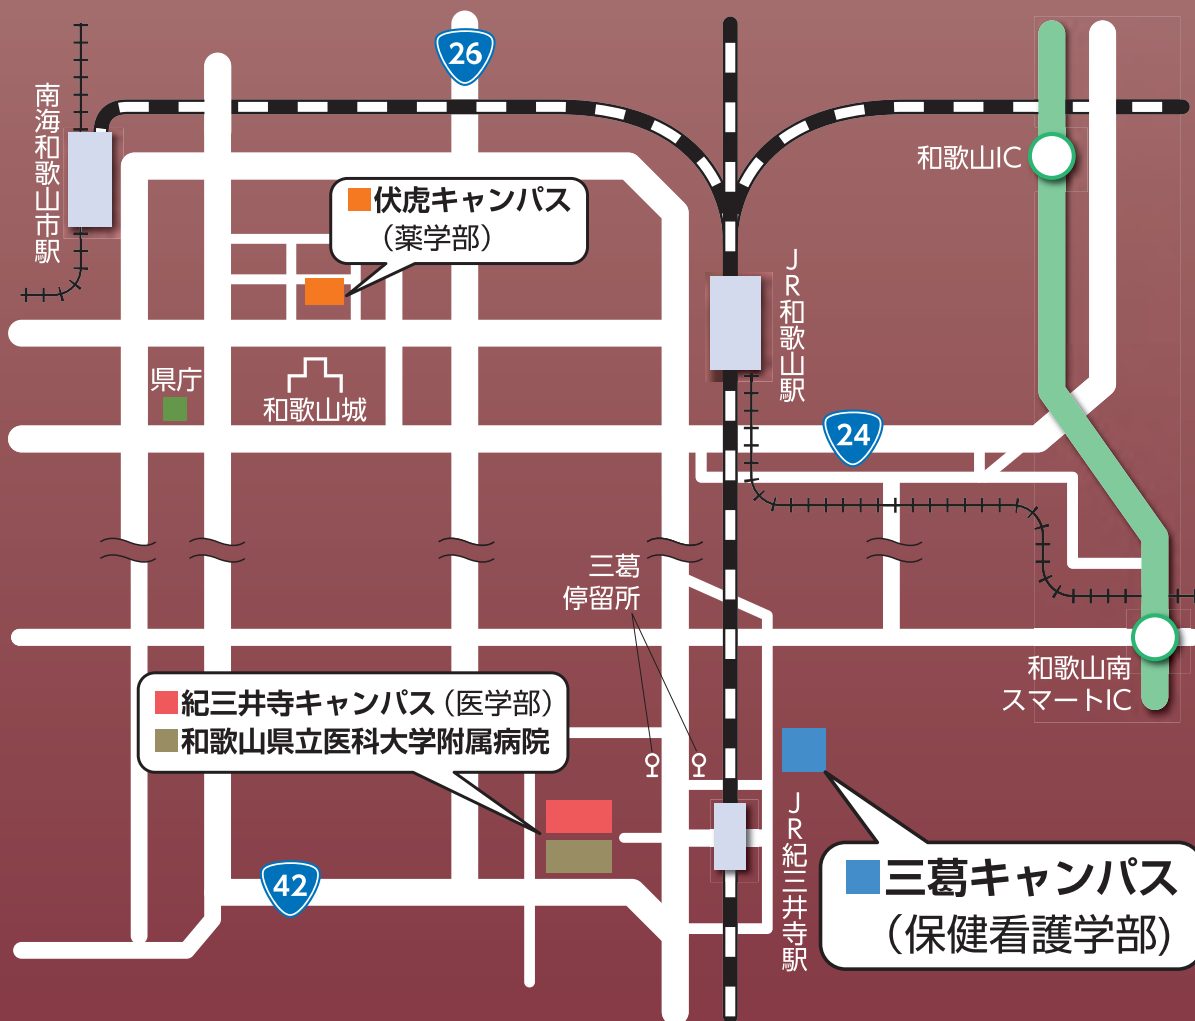 26
南海和歌山市駅
和歌山IC
伏虎キャンパス
（薬学部）
JR和歌山駅
県庁
和歌山城
24
三葛
停留所
和歌山南
スマートIC
紀三井寺キャンパス（医学部）
和歌山県立医科大学附属病院
JR紀三井寺駅
42
三葛キャンパス
（保健看護学部）